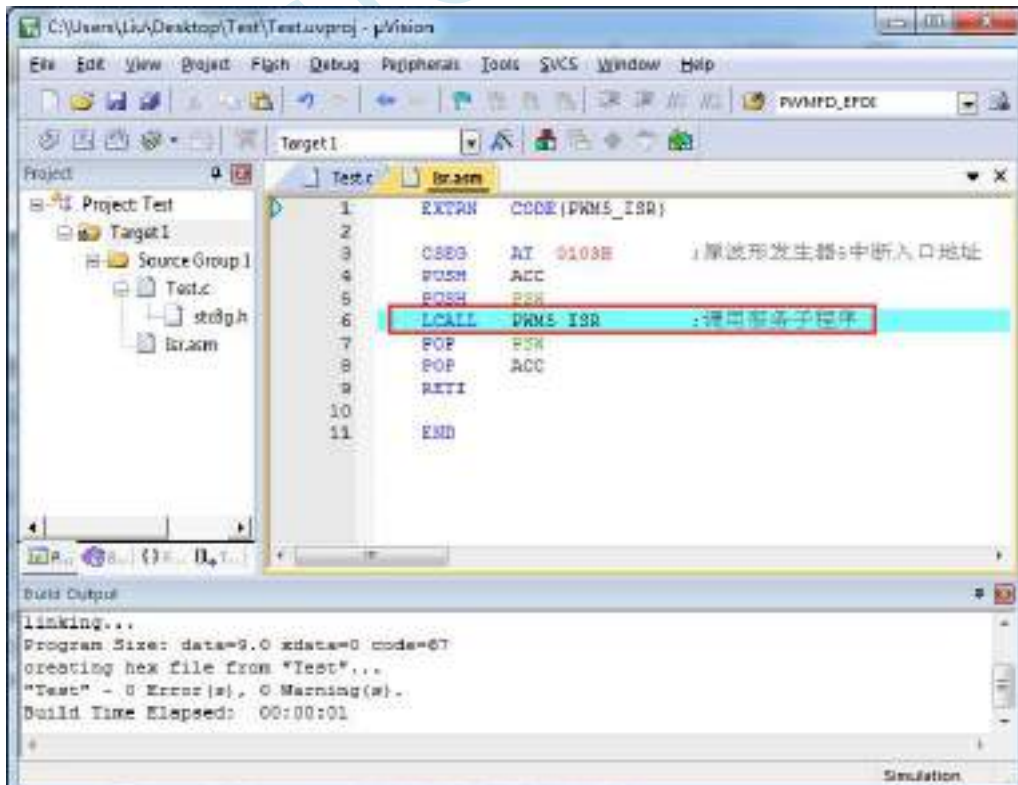 C:\Users\Liu\Desktop\Test\Test.uvproj - µVision
File Edit View Project Flash Debug Peripherals Tools SVCS Window Help
PWMFD_EFDI
Target 1
Project
Test.c isr.asm
Project: Test
Target 1
Source Group 1
Test.c
stc8g.h
isr.asm
1 EXTRN CODE(PWM5_ISR)
2
3 CSEG AT 0103H ;原波形发生器5中断入口地址
4 PUSH ACC
5 PUSH PSW
6 LCALL PWM5_ISR ;调用服务子程序
7 POP PSW
8 POP ACC
9 RETI
10
11 END
Build Output
linking...
Program Size: data=9.0 xdata=0 code=67
creating hex file from "Test"...
"Test" - 0 Error(s), 0 Warning(s).
Build Time Elapsed: 00:00:01
Simulation